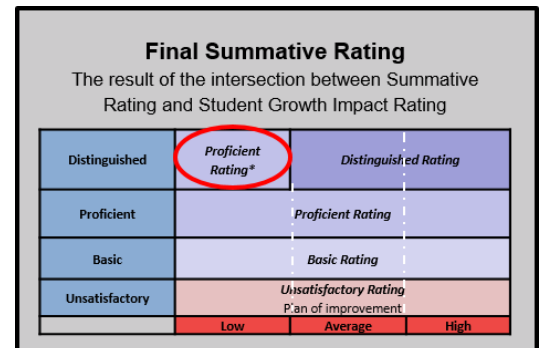 Final Summative Rating
The result of the intersection between Summative
Rating and Student Growth Impact Rating
Distinguished
Proficient
Rating*
Distinguished Rating
Proficient
Proficient Rating
Basic
Basic Rating
Unsatisfactory
Unsatisfactory Rating
Plan of improvement
Low
Average
High